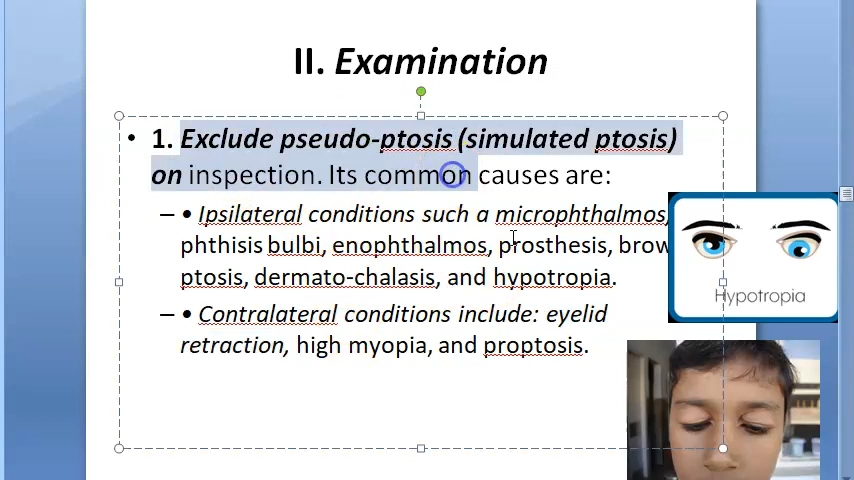 II. Examination
• 1. Exclude pseudo-ptosis (simulated ptosis)
on inspection. Its common causes are:
– • Ipsilateral conditions such a microphthalmos,
phthisis bulbi, enophthalmos, prosthesis, brow
ptosis, dermato-chalasis, and hypotropia.
– • Contralateral conditions include: eyelid
retraction, high myopia, and proptosis.
Hypotropia